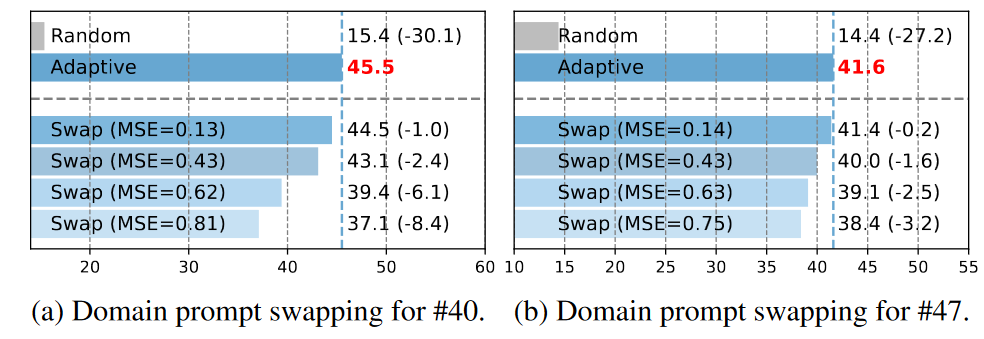 Random 15.4 (-30.1)
Adaptive 45.5
Swap (MSE=0.13) 44.5 (-1.0)
Swap (MSE=0.43) 43.1 (-2.4)
Swap (MSE=0.62) 39.4 (-6.1)
Swap (MSE=0.81) 37.1 (-8.4)
20 30 40 50 60
(a) Domain prompt swapping for #40.
Random 14.4 (-27.2)
Adaptive 41.6
Swap (MSE=0.14) 41.4 (-0.2)
Swap (MSE=0.43) 40.0 (-1.6)
Swap (MSE=0.63) 39.1 (-2.5)
Swap (MSE=0.75) 38.4 (-3.2)
10 15 20 25 30 35 40 45 50 55
(b) Domain prompt swapping for #47.